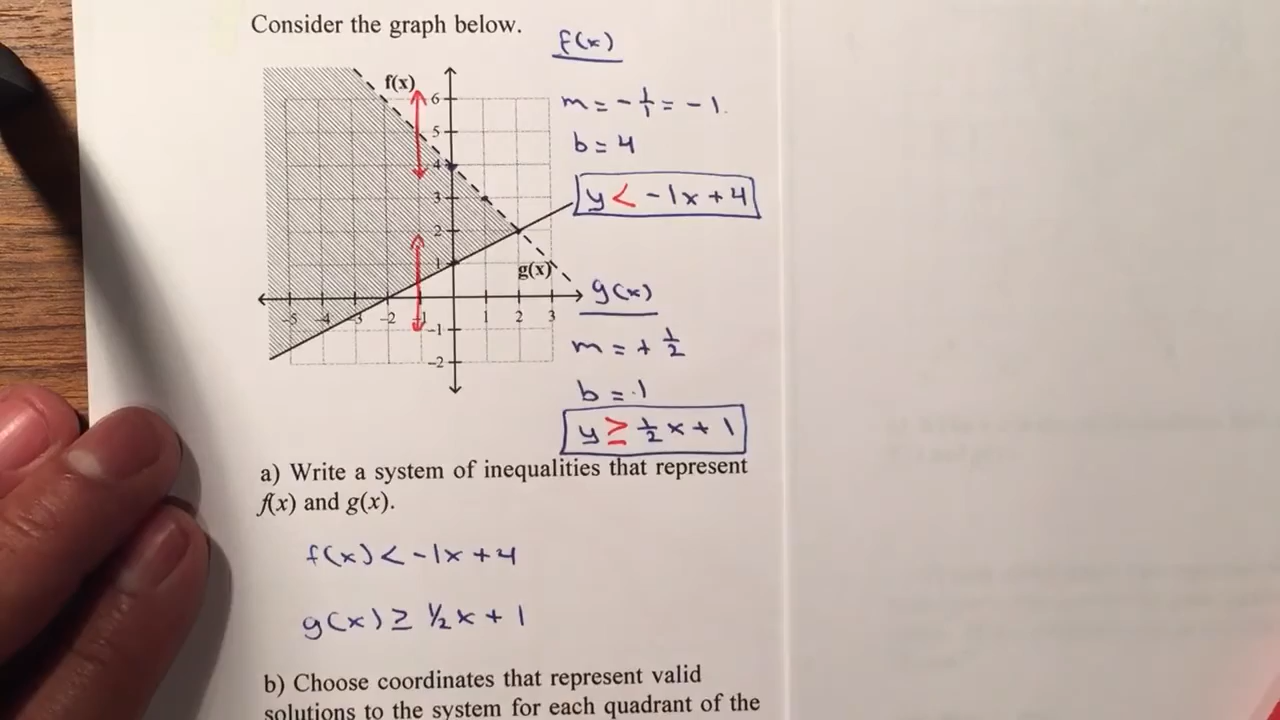 Consider the graph below.
f(x)
f(x)
6
5
4
3
2
1
-5 -4 -3 -2 -1 1 2 3
-1
-2
g(x)
m = -1/1 = -1.
b = 4
y < -1x + 4
g(x)
m = + 1/2
b = 1
y ≥ 1/2 x + 1
a) Write a system of inequalities that represent
f(x) and g(x).
f(x) < -1x + 4
g(x) ≥ 1/2x + 1
b) Choose coordinates that represent valid
solutions to the system for each quadrant of the